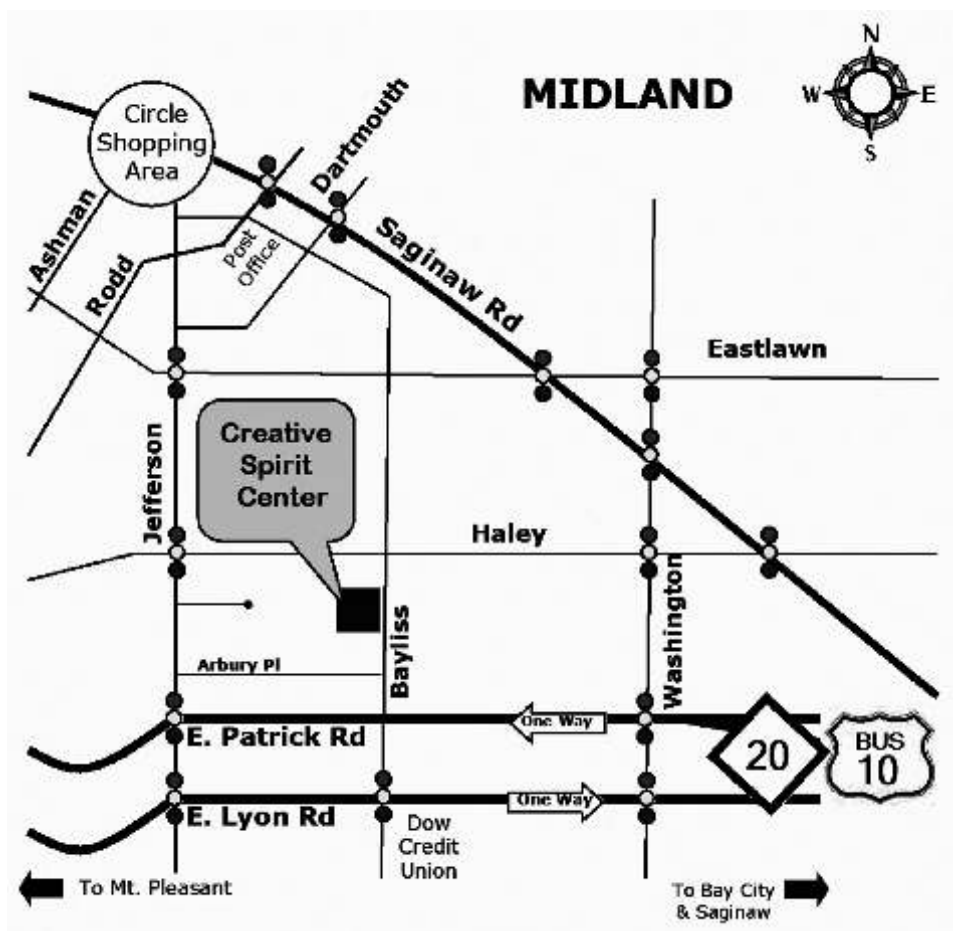 N
MIDLAND
W
E
S
Circle
Shopping
Area
Dartmouth
Ashman
Rodd
Post
Office
Saginaw Rd
Eastlawn
Creative
Spirit
Center
Jefferson
Haley
Washington
Bayliss
Arbury Pl
One Way
E. Patrick Rd
20
BUS
10
One Way
E. Lyon Rd
Dow
Credit
Union
To Mt. Pleasant
To Bay City
& Saginaw